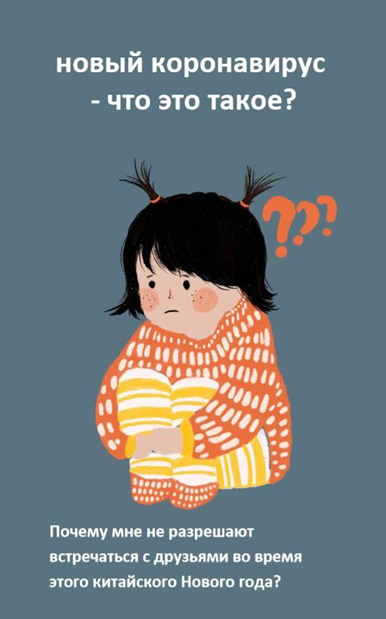 новый коронавирус
- что это такое?
???
Почему мне не разрешают
встречаться с друзьями во время
этого китайского Нового года?